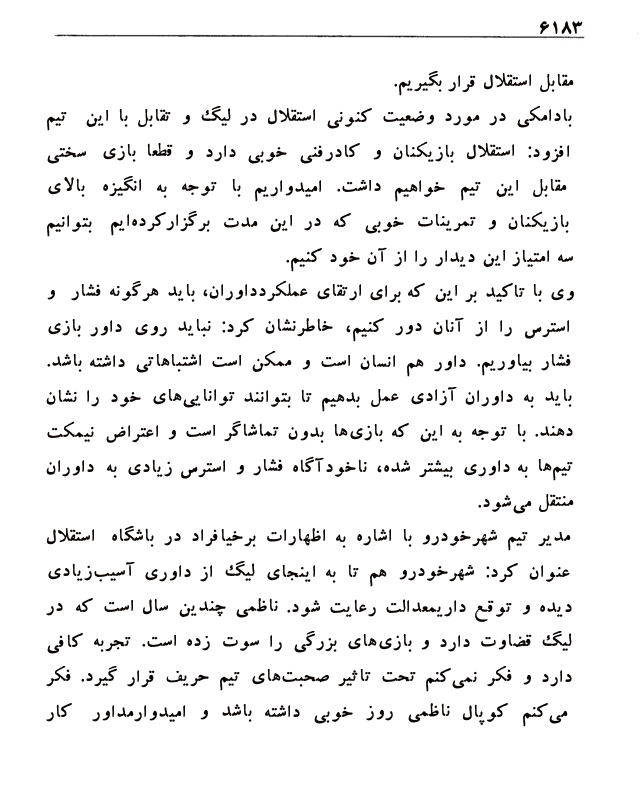 ۶۱۸۳
مقابل استقلال قرار بگیریم.
بادامکی در مورد وضعیت کنونی استقلال در لیگ و تقابل با این تیم
افزود: استقلال بازیکنان و کادرفنی خوبی دارد و قطعا بازی سختی
مقابل این تیم خواهیم داشت. امیدواریم با توجه به انگیزه بالای
بازیکنان و تمرینات خوبی که در این مدت برگزارکرده‌ایم بتوانیم
سه امتیاز این دیدار را از آن خود کنیم.
وی با تاکید بر این که برای ارتقای عملکردداوران، باید هرگونه فشار و
استرس را از آنان دور کنیم، خاطرنشان کرد: نباید روی داور بازی
فشار بیاوریم. داور هم انسان است و ممکن است اشتباهاتی داشته باشد.
باید به داوران آزادی عمل بدهیم تا بتوانند توانایی‌های خود را نشان
دهند. با توجه به این که بازی‌ها بدون تماشاگر است و اعتراض نیمکت
تیم‌ها به داوری بیشتر شده، ناخودآگاه فشار و استرس زیادی به داوران
منتقل می‌شود.
مدیر تیم شهرخودرو با اشاره به اظهارات برخیافراد در باشگاه استقلال
عنوان کرد: شهرخودرو هم تا به اینجای لیگ از داوری آسیب‌زیادی
دیده و توقع داریمعدالت رعایت شود. ناظمی چندین سال است که در
لیگ قضاوت دارد و بازی‌های بزرگی را سوت زده است. تجربه کافی
دارد و فکر نمی‌کنم تحت تاثیر صحبت‌های تیم حریف قرار گیرد. فکر
می‌کنم کوپال ناظمی روز خوبی داشته باشد و امیدوارمداور کار